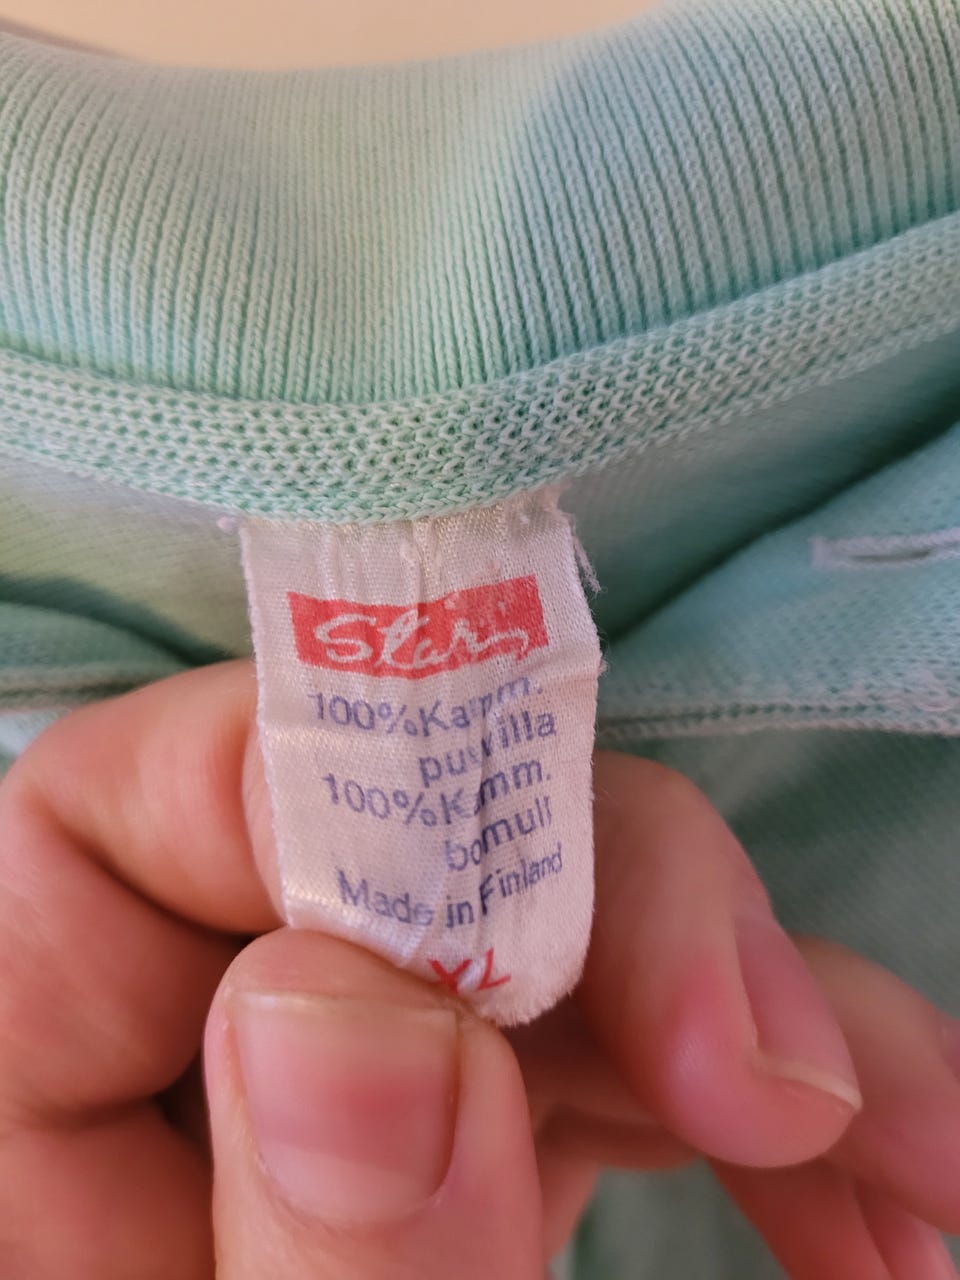 Star
100%Kamm.
puuvilla
100%Kamm.
bomull
Made in Finland
XL